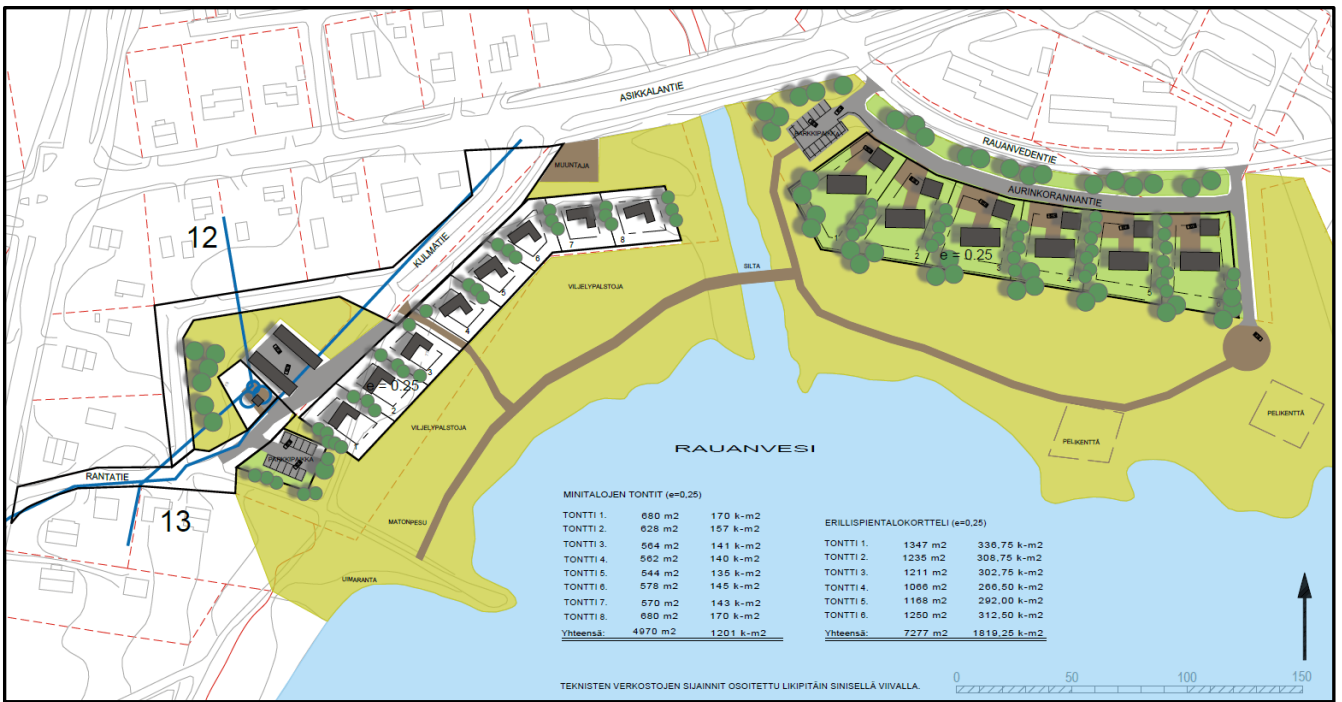 ASIKKALANTIE
PARKKIPAIKKA
RAUANVEDENTIE
AURINKORANNANTIE
MUUNTAJA
KULMATIE
12
7
8
6
5
4
3
2
1
e = 0.25
2
e = 0.25
3
4
5
SILTA
VILJELYPALSTOJA
VILJELYPALSTOJA
PARKKIPAIKKA
RANTATIE
13
MATONPESU
UIMARANTA
RAUANVESI
PELIKENTTÄ
PELIKENTTÄ
MINITALOJEN TONTIT (e=0,25)
TONTTI 1. 680 m2 170 k-m2
TONTTI 2. 628 m2 157 k-m2
TONTTI 3. 564 m2 141 k-m2
TONTTI 4. 562 m2 140 k-m2
TONTTI 5. 544 m2 135 k-m2
TONTTI 6. 578 m2 145 k-m2
TONTTI 7. 570 m2 143 k-m2
TONTTI 8. 680 m2 170 k-m2
Yhteensä: 4970 m2 1201 k-m2
ERILLISPIENTALOKORTTELI (e=0,25)
TONTTI 1. 1347 m2 336,75 k-m2
TONTTI 2. 1235 m2 308,75 k-m2
TONTTI 3. 1211 m2 302,75 k-m2
TONTTI 4. 1066 m2 266,50 k-m2
TONTTI 5. 1168 m2 292,00 k-m2
TONTTI 6. 1250 m2 312,50 k-m2
Yhteensä: 7277 m2 1819,25 k-m2
TEKNISTEN VERKOSTOJEN SIJAINNIT OSOITETTU LIKIPITÄIN SINISELLÄ VIIVALLA.
0 50 100 150